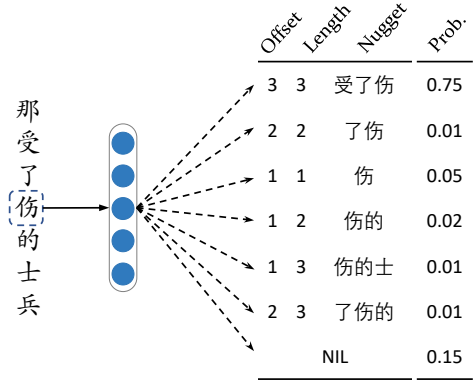 Offset Length Nugget Prob.
3 3 受了伤 0.75
2 2 了伤 0.01
1 1 伤 0.05
1 2 伤的 0.02
1 3 伤的士 0.01
2 3 了伤的 0.01
NIL 0.15
那
受
了
伤
的
士
兵